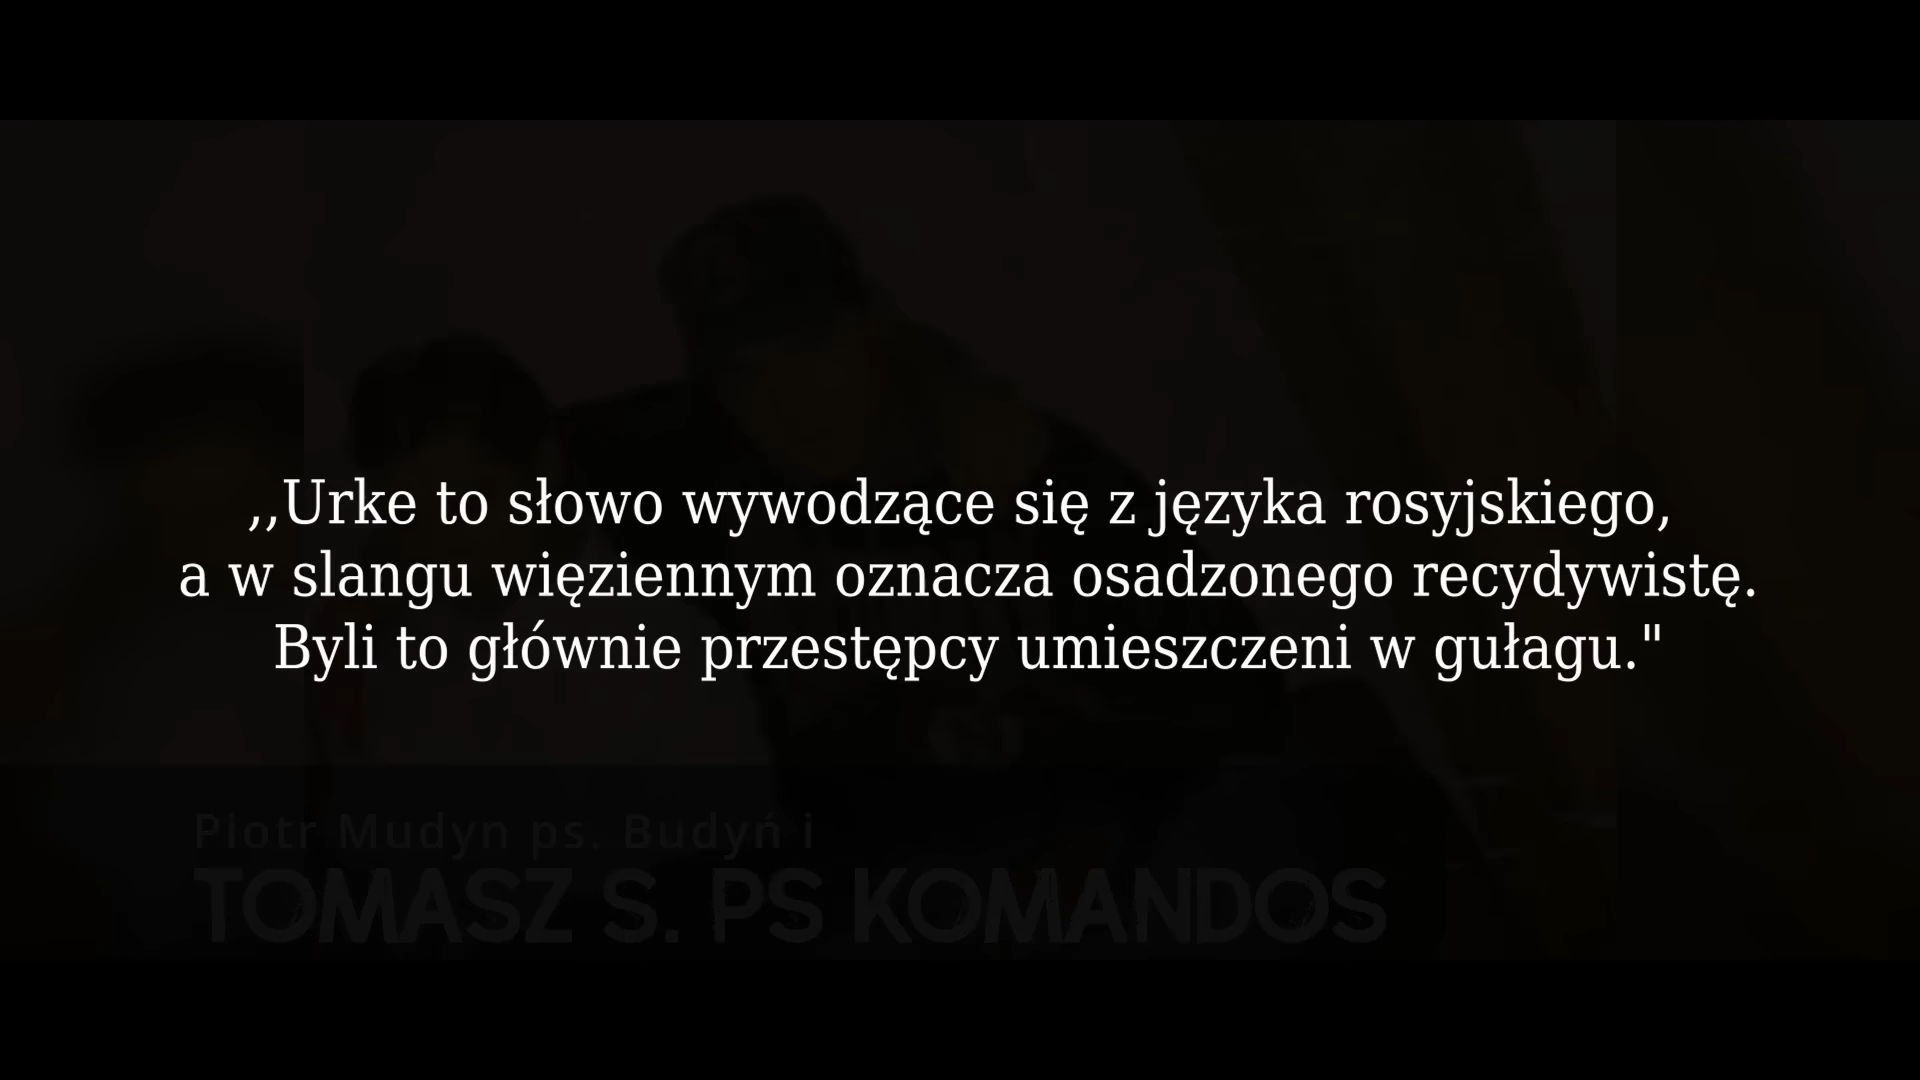 ,,Urke to słowo wywodzące się z języka rosyjskiego,
a w slangu więziennym oznacza osadzonego recydywistę.
Byli to głównie przestępcy umieszczeni w gułagu."
Piotr Mudyn ps. Budyń i
TOMASZ S. PS KOMANDOS